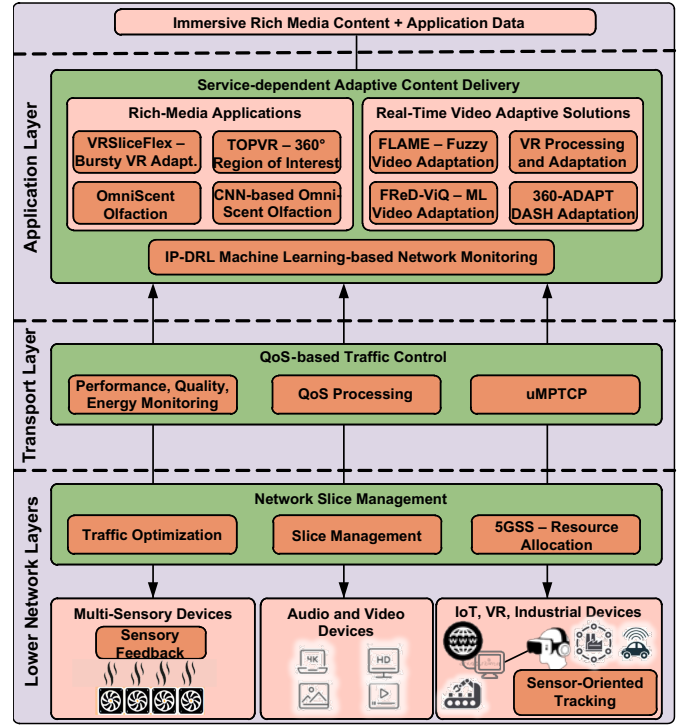 Immersive Rich Media Content + Application Data
Application Layer
Service-dependent Adaptive Content Delivery
Rich-Media Applications
VRSliceFlex –
Bursty VR Adapt.
TOPVR – 360°
Region of Interest
OmniScent
Olfaction
CNN-based Omni-
Scent Olfaction
Real-Time Video Adaptive Solutions
FLAME – Fuzzy
Video Adaptation
VR Processing
and Adaptation
FReD-ViQ – ML
Video Adaptation
360-ADAPT
DASH Adaptation
IP-DRL Machine Learning-based Network Monitoring
Transport Layer
QoS-based Traffic Control
Performance, Quality,
Energy Monitoring
QoS Processing
uMPTCP
Lower Network Layers
Network Slice Management
Traffic Optimization
Slice Management
5GSS – Resource
Allocation
Multi-Sensory Devices
Sensory
Feedback
Audio and Video
Devices
4K
HD
IoT, VR, Industrial Devices
W W W
Sensor-Oriented
Tracking